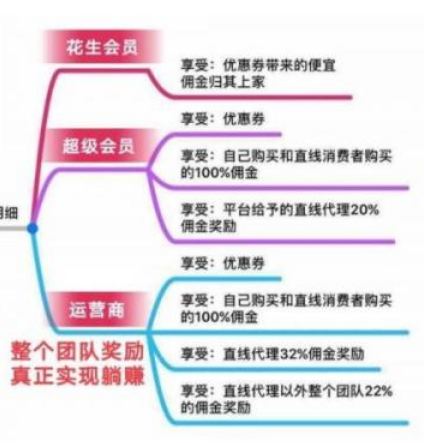 花生会员
享受：优惠券带来的便宜
佣金归其上家
享受：优惠券
超级会员
享受：自己购买和直线消费者购买
的100%佣金
享受：平台给予的直线代理20%
佣金奖励
细
享受：优惠券
运营商
享受：自己购买和直线消费者购买
的100%佣金
整个团队奖励
真正实现躺赚
享受：直线代理32%佣金奖励
享受：直线代理以外整个团队22%
的佣金奖励